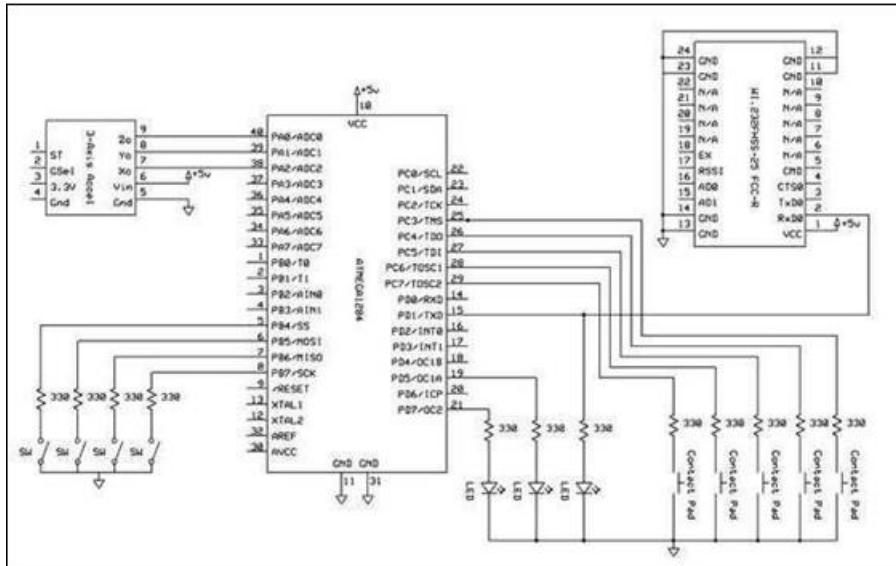 3-Axis Accel
1 ST
2 GSel
3 3.3V
4 Gnd
Zo 9
Yo 8
Xo 7
Vin 6
Gnd 5
+5v
+5v
10
VCC
ATMEGA1284
40 PA0/ADC0
39 PA1/ADC1
38 PA2/ADC2
37 PA3/ADC3
36 PA4/ADC4
35 PA5/ADC5
34 PA6/ADC6
33 PA7/ADC7
1 PB0/T0
2 PB1/T1
3 PB2/AIN0
4 PB3/AIN1
5 PB4/SS
6 PB5/MOSI
7 PB6/MISO
8 PB7/SCK
9 /RESET
13 XTAL1
12 XTAL2
32 AREF
30 AVCC
GND GND
11 31
PC0/SCL 22
PC1/SDA 23
PC2/TCK 24
PC3/TMS 25
PC4/TDO 26
PC5/TDI 27
PC6/TOSC1 28
PC7/TOSC2 29
PD0/RXD 14
PD1/TXD 15
PD2/INT0 16
PD3/INT1 17
PD4/OC1B 18
PD5/OC1A 19
PD6/ICP 20
PD7/OC2 21
24 GND
23 GND
22 N/A
21 N/A
20 N/A
19 N/A
18 N/A
17 EX
16 RSSI
15 AD0
14 AD1
GND
13 GND
GND 12
GND 11
N/A 10
N/A 9
N/A 8
N/A 7
N/A 6
N/A 5
CMD
CTS0 4
TxD0 3
RxD0 2
VCC 1
+5v
330 330 330 330
SW SW SW SW
330 330 330
LED LED LED
330 330 330 330 330
Contact Pad
Contact Pad
Contact Pad
Contact Pad
Contact Pad